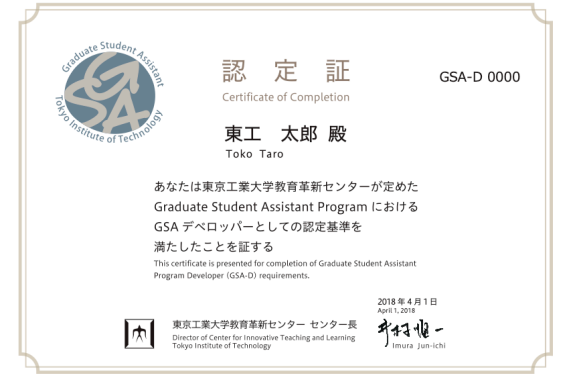 Graduate Student Assistant
GSA
Tokyo Institute of Technology
認 定 証
Certificate of Completion
GSA-D 0000
東工 太郎 殿
Toko Taro
あなたは東京工業大学教育革新センターが定めた
Graduate Student Assistant Program における
GSA デベロッパーとしての認定基準を
満たしたことを証する
This certificate is presented for completion of Graduate Student Assistant
Program Developer (GSA-D) requirements.
2018 年 4 月 1 日
April 1, 2018
東京工業大学教育革新センター センター長
Director of Center for Innovative Teaching and Learning
Tokyo Institute of Technology
井村順一
Imura Jun-ichi